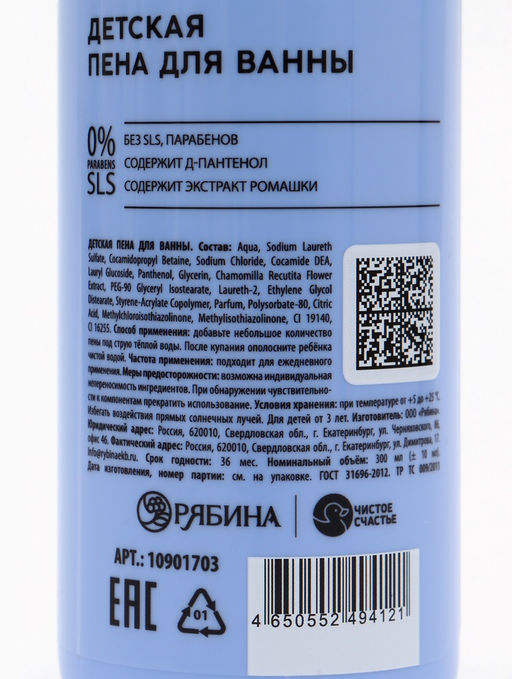 ДЕТСКАЯ
ПЕНА ДЛЯ ВАННЫ
0%
PARABENS
SLS
БЕЗ SLS, ПАРАБЕНОВ
СОДЕРЖИТ Д-ПАНТЕНОЛ
СОДЕРЖИТ ЭКСТРАКТ РОМАШКИ
ДЕТСКАЯ ПЕНА ДЛЯ ВАННЫ. Состав: Aqua, Sodium Laureth
Sulfate, Cocamidopropyl Betaine, Sodium Chloride, Cocamide DEA,
Lauryl Glucoside, Panthenol, Glycerin, Chamomilla Recutita Flower
Extract, PEG-90 Glyceryl Isostearate, Laureth-2, Ethylene Glycol
Distearate, Styrene-Acrylate Copolymer, Parfum, Polysorbate-80, Citric
Acid, Methylchloroisothiazolinone, Methylisothiazolinone, CI 19140,
CI 16255. Способ применения: добавьте небольшое количество
пены под струю тёплой воды. После купания ополосните ребёнка
чистой водой. Частота применения: подходит для ежедневного
применения. Меры предосторожности: возможна индивидуальная
непереносимость ингредиентов. При обнаружении чувствительно-
сти к компонентам прекратить использование. Условия хранения: при температуре от +5 до +25 °C.
Избегать воздействия прямых солнечных лучей. Для детей от 3 лет. Изготовитель: ООО «Рябина».
Юридический адрес: Россия, 620010, Свердловская обл., г. Екатеринбург, ул. Черняховского, 86,
офис 46. Фактический адрес: Россия, 620010, Свердловская обл., г. Екатеринбург, ул. Димитрова, 17.
info@rybinaekb.ru. Срок годности: 36 мес. Номинальный объём: 300 мл (± 10 мл).
Дата изготовления, номер партии: см. на упаковке. ГОСТ 31696-2012. ТР ТС 009/2011
РЯБИНА
ЧИСТОЕ
СЧАСТЬЕ
АРТ.: 10901703
EAC
01
4 650552 494121